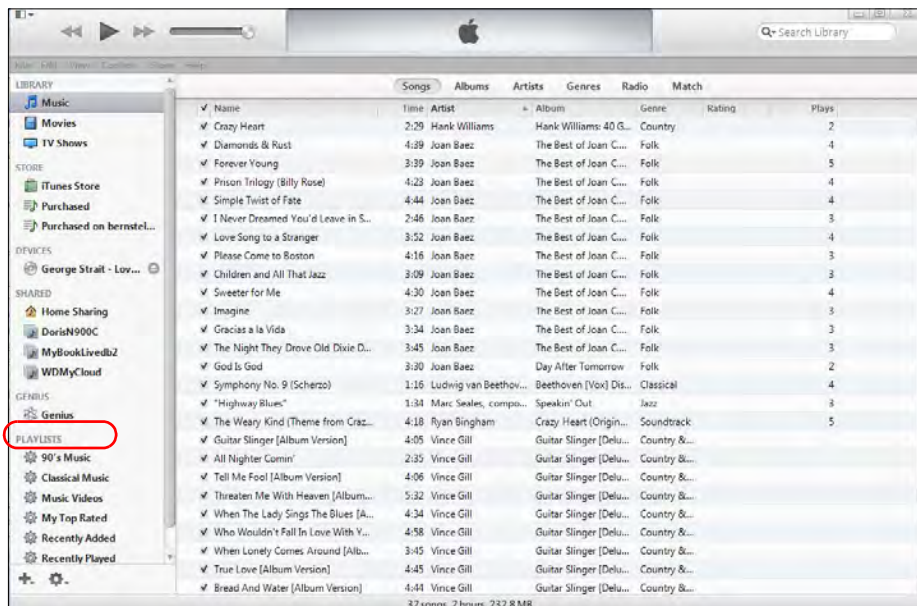 Search Library
LIBRARY
Music
Movies
TV Shows
STORE
iTunes Store
Purchased
Purchased on bernstei...
DEVICES
George Strait - Lov...
SHARED
Home Sharing
DorisN900C
MyBookLivedb2
WDMyCloud
GENIUS
Genius
PLAYLISTS
90's Music
Classical Music
Music Videos
My Top Rated
Recently Added
Recently Played
Songs Albums Artists Genres Radio Match
Name Time Artist Album Genre Rating Plays
Crazy Heart 2:29 Hank Williams Hank Williams: 40 G... Country 2
Diamonds & Rust 4:39 Joan Baez The Best of Joan C... Folk 4
Forever Young 3:39 Joan Baez The Best of Joan C... Folk 5
Prison Trilogy (Billy Rose) 4:23 Joan Baez The Best of Joan C... Folk 4
Simple Twist of Fate 4:44 Joan Baez The Best of Joan C... Folk 4
I Never Dreamed You'd Leave in S... 2:46 Joan Baez The Best of Joan C... Folk 3
Love Song to a Stranger 3:52 Joan Baez The Best of Joan C... Folk 4
Please Come to Boston 4:16 Joan Baez The Best of Joan C... Folk 3
Children and All That Jazz 3:09 Joan Baez The Best of Joan C... Folk 3
Sweeter for Me 4:30 Joan Baez The Best of Joan C... Folk 4
Imagine 3:27 Joan Baez The Best of Joan C... Folk 3
Gracias a la Vida 3:34 Joan Baez The Best of Joan C... Folk 3
The Night They Drove Old Dixie D... 3:45 Joan Baez The Best of Joan C... Folk 3
God Is God 3:30 Joan Baez Day After Tomorrow Folk 2
Symphony No. 9 (Scherzo) 1:16 Ludwig van Beethov... Beethoven [Vox] Dis... Classical 4
"Highway Blues" 1:34 Marc Seales, compo... Speakin' Out Jazz 3
The Weary Kind (Theme from Craz... 4:18 Ryan Bingham Crazy Heart (Origin... Soundtrack 5
Guitar Slinger [Album Version] 4:05 Vince Gill Guitar Slinger [Delu... Country &...
All Nighter Comin' 2:35 Vince Gill Guitar Slinger [Delu... Country &...
Tell Me Fool [Album Version] 4:06 Vince Gill Guitar Slinger [Delu... Country &...
Threaten Me With Heaven [Album... 5:32 Vince Gill Guitar Slinger [Delu... Country &...
When The Lady Sings The Blues [A... 4:34 Vince Gill Guitar Slinger [Delu... Country &...
Who Wouldn't Fall In Love With Y... 4:58 Vince Gill Guitar Slinger [Delu... Country &...
When Lonely Comes Around [Alb... 3:45 Vince Gill Guitar Slinger [Delu... Country &...
True Love [Album Version] 4:45 Vince Gill Guitar Slinger [Delu... Country &...
Bread And Water [Album Version] 4:44 Vince Gill Guitar Slinger [Delu... Country &...
37 songs, 2 hours, 232.8 MB